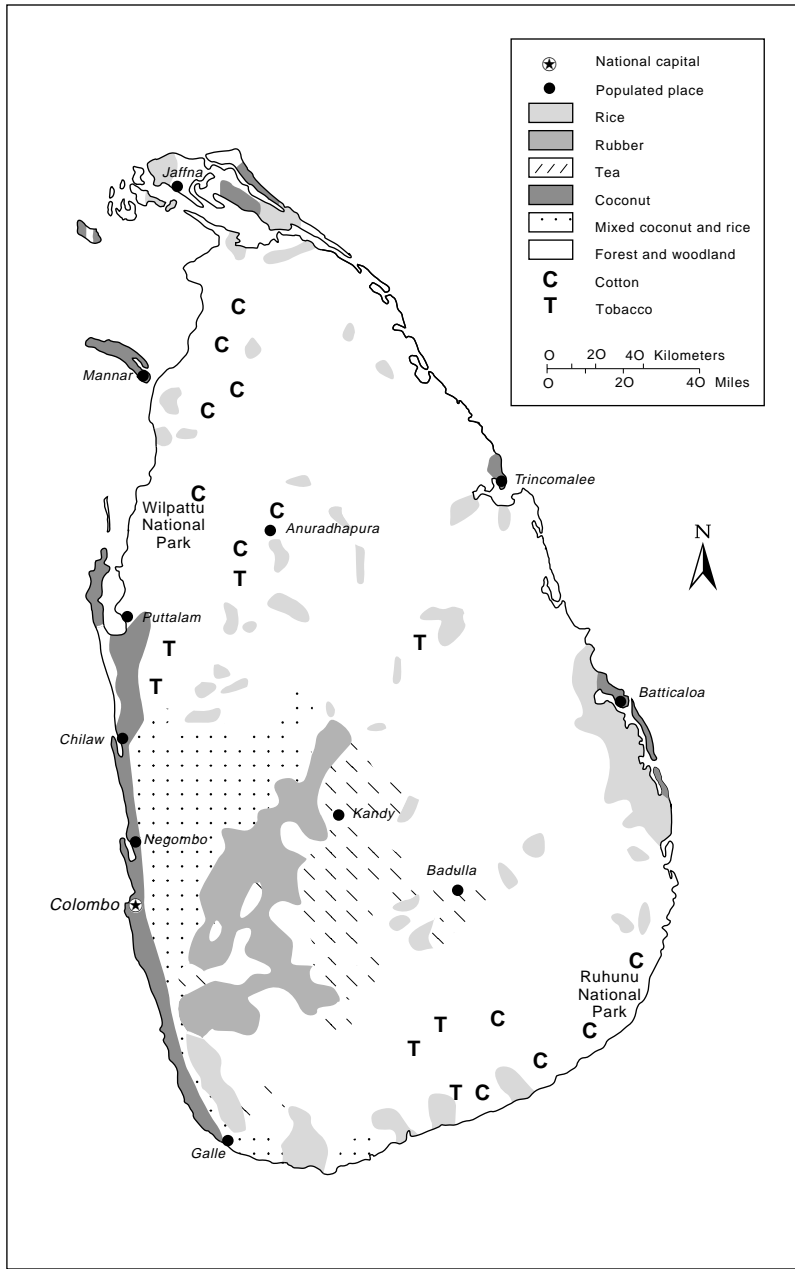 National capital
Populated place
Rice
Rubber
Tea
Coconut
Mixed coconut and rice
Forest and woodland
C Cotton
T Tobacco
0 20 40 Kilometers
0 20 40 Miles
Jaffna
C
C
Mannar
C
C
Trincomalee
C
Wilpattu
National
Park
C
Anuradhapura
N
C
T
Puttalam
T
T
T
Batticaloa
Chilaw
Kandy
Negombo
Badulla
Colombo
C
Ruhunu
National
Park
C
T
C
T
C
T
C
Galle